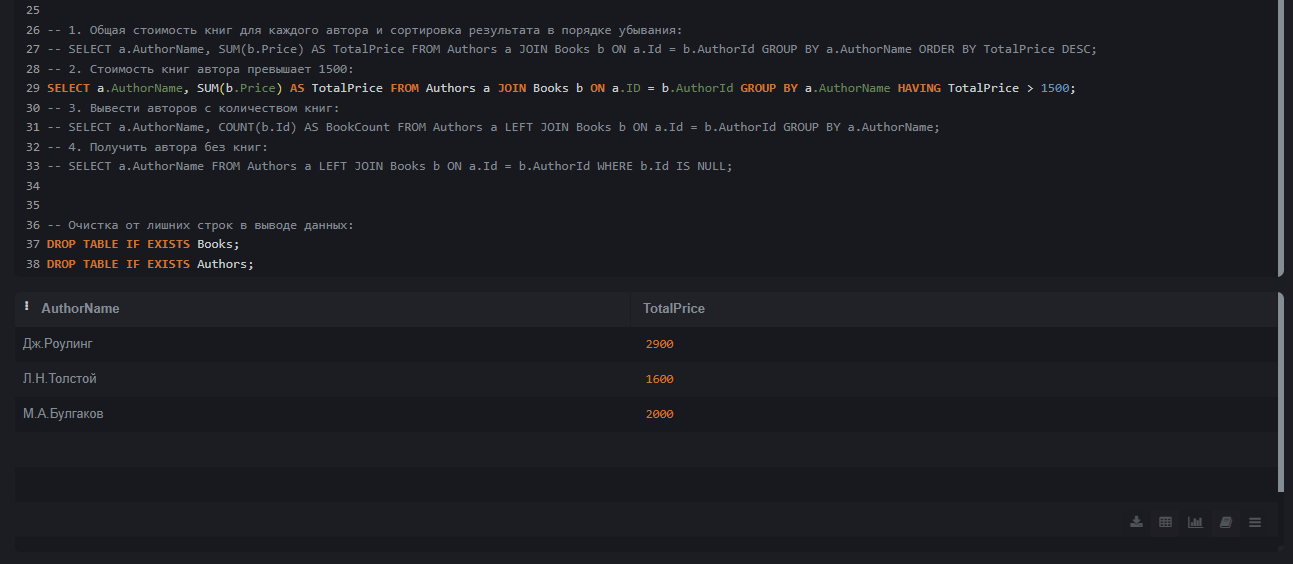 25
26 -- 1. Общая стоимость книг для каждого автора и сортировка результата в порядке убывания:
27 -- SELECT a.AuthorName, SUM(b.Price) AS TotalPrice FROM Authors a JOIN Books b ON a.Id = b.AuthorId GROUP BY a.AuthorName ORDER BY TotalPrice DESC;
28 -- 2. Стоимость книг автора превышает 1500:
29 SELECT a.AuthorName, SUM(b.Price) AS TotalPrice FROM Authors a JOIN Books b ON a.ID = b.AuthorId GROUP BY a.AuthorName HAVING TotalPrice > 1500;
30 -- 3. Вывести авторов с количеством книг:
31 -- SELECT a.AuthorName, COUNT(b.Id) AS BookCount FROM Authors a LEFT JOIN Books b ON a.Id = b.AuthorId GROUP BY a.AuthorName;
32 -- 4. Получить автора без книг:
33 -- SELECT a.AuthorName FROM Authors a LEFT JOIN Books b ON a.Id = b.AuthorId WHERE b.Id IS NULL;
34
35
36 -- Очистка от лишних строк в выводе данных:
37 DROP TABLE IF EXISTS Books;
38 DROP TABLE IF EXISTS Authors;
AuthorName TotalPrice
Дж.Роулинг 2900
Л.Н.Толстой 1600
М.А.Булгаков 2000